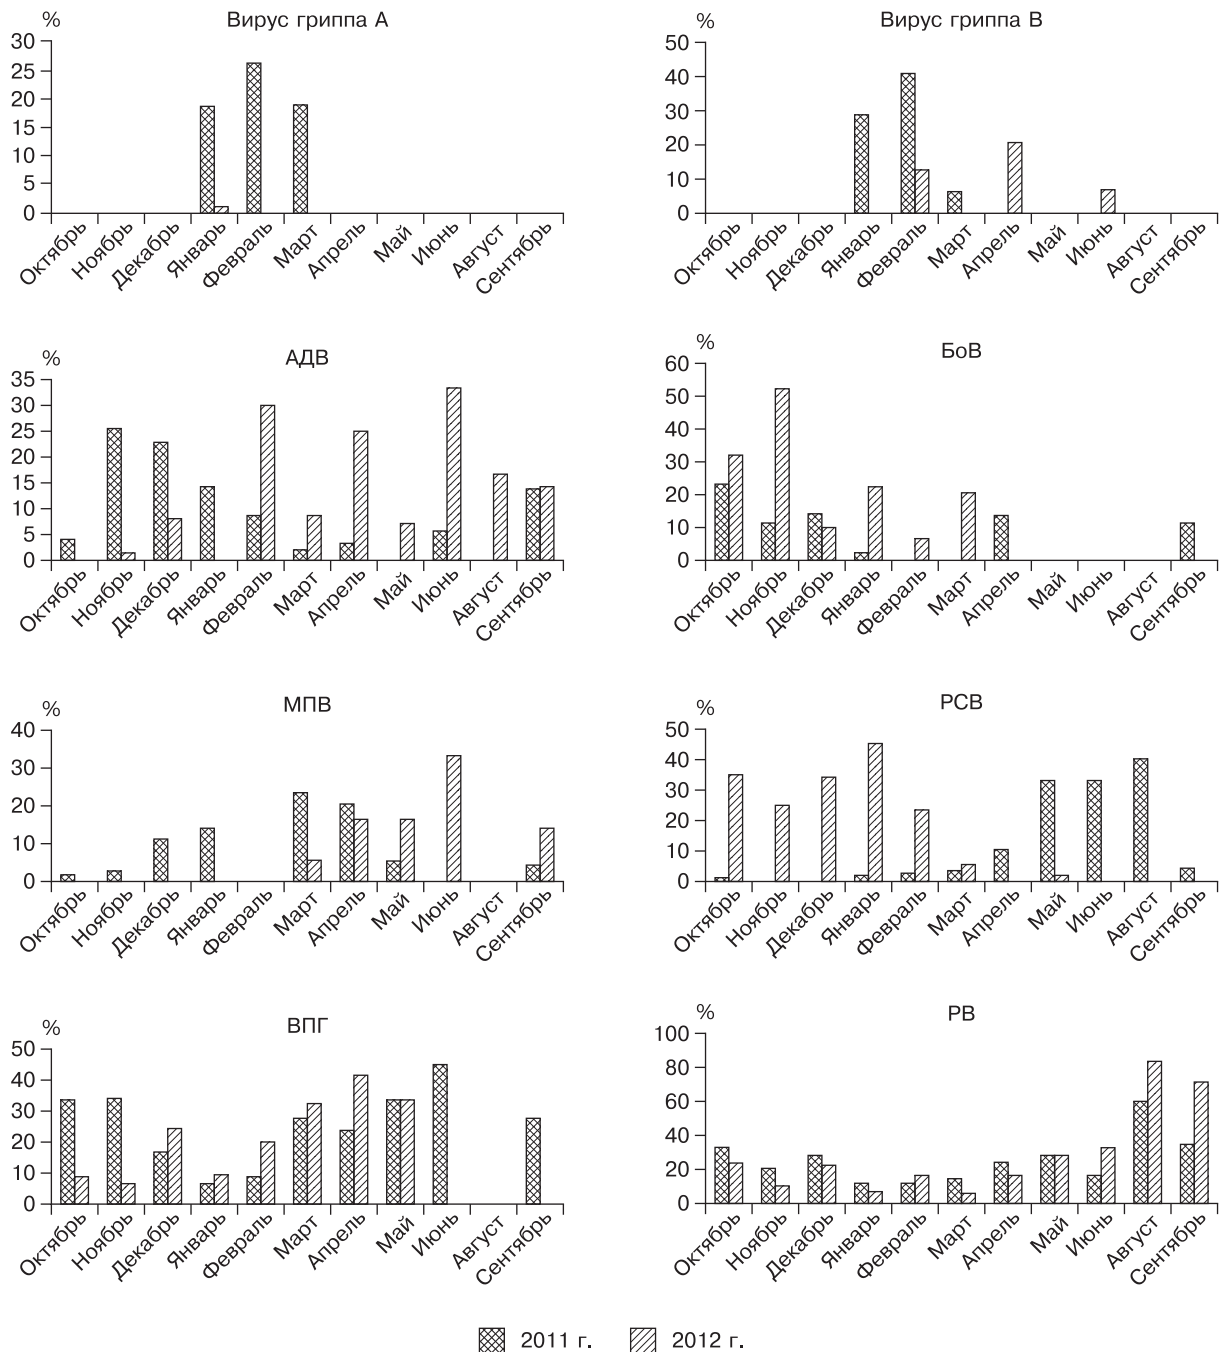 %
Вирус гриппа А
30
25
20
15
10
5
0
Октябрь
Ноябрь
Декабрь
Январь
Февраль
Март
Апрель
Май
Июнь
Август
Сентябрь
%
Вирус гриппа В
50
40
30
20
10
0
Октябрь
Ноябрь
Декабрь
Январь
Февраль
Март
Апрель
Май
Июнь
Август
Сентябрь
%
АДВ
35
30
25
20
15
10
5
0
Октябрь
Ноябрь
Декабрь
Январь
Февраль
Март
Апрель
Май
Июнь
Август
Сентябрь
%
БоВ
60
50
40
30
20
10
0
Октябрь
Ноябрь
Декабрь
Январь
Февраль
Март
Апрель
Май
Июнь
Август
Сентябрь
%
МПВ
40
30
20
10
0
Октябрь
Ноябрь
Декабрь
Январь
Февраль
Март
Апрель
Май
Июнь
Август
Сентябрь
%
РСВ
50
40
30
20
10
0
Октябрь
Ноябрь
Декабрь
Январь
Февраль
Март
Апрель
Май
Июнь
Август
Сентябрь
%
ВПГ
50
40
30
20
10
0
Октябрь
Ноябрь
Декабрь
Январь
Февраль
Март
Апрель
Май
Июнь
Август
Сентябрь
%
РВ
100
80
60
40
20
0
Октябрь
Ноябрь
Декабрь
Январь
Февраль
Март
Апрель
Май
Июнь
Август
Сентябрь
2011 г. 2012 г.